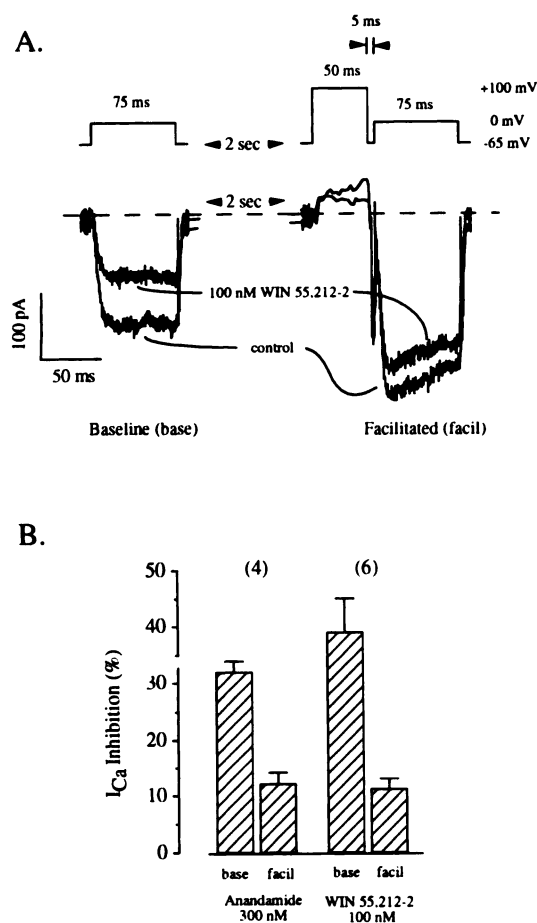 A.
5 ms
50 ms
+100 mV
75 ms
75 ms
0 mV
2 sec
-65 mV
2 sec
100 nM WIN 55,212-2
100 pA
control
50 ms
Baseline (base)
Facilitated (facil)
B.
(4)
(6)
50
40
30
20
10
0
ICa Inhibition (%)
base
facil
base
facil
Anandamide
300 nM
WIN 55,212-2
100 nM